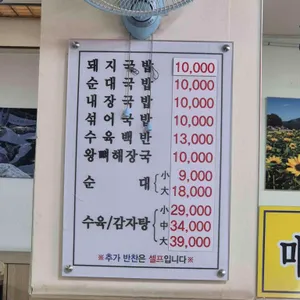 돼지국밥 10,000
순대국밥 10,000
내장국밥 10,000
섞어국밥 10,000
수육백반 13,000
왕뼈해장국 10,000
순대 小 9,000
大 18,000
수육/감자탕 小 29,000
中 34,000
大 39,000
※추가 반찬은 셀프입니다※